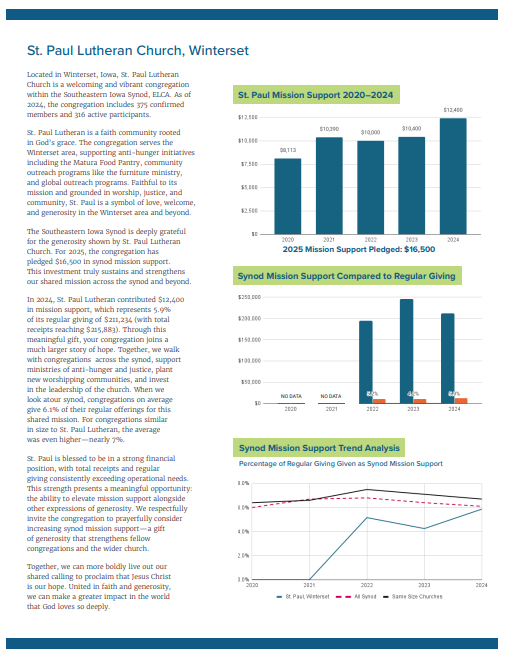 St. Paul Lutheran Church, Winterset
Located in Winterset, Iowa, St. Paul Lutheran
Church is a welcoming and vibrant congregation
within the Southeastern Iowa Synod, ELCA. As of
2024, the congregation includes 375 confirmed
members and 316 active participants.
St. Paul Lutheran is a faith community rooted
in God's grace. The congregation serves the
Winterset area, supporting anti-hunger initiatives
including the Matura Food Pantry, community
outreach programs like the furniture ministry,
and global outreach programs. Faithful to its
mission and grounded in worship, justice, and
community, St. Paul is a symbol of love, welcome,
and generosity in the Winterset area and beyond.
The Southeastern Iowa Synod is deeply grateful
for the generosity shown by St. Paul Lutheran
Church. For 2025, the congregation has
pledged $16,500 in synod mission support.
This investment truly sustains and strengthens
our shared mission across the synod and beyond.
In 2024, St. Paul Lutheran contributed $12,400
in mission support, which represents 5.9%
of its regular giving of $211,234 (with total
receipts reaching $215,883). Through this
meaningful gift, your congregation joins a
much larger story of hope. Together, we walk
with congregations across the synod, support
ministries of anti-hunger and justice, plant
new worshipping communities, and invest
in the leadership of the church. When we
look at our synod, congregations on average
give 6.1% of their regular offerings for this
shared mission. For congregations similar
in size to St. Paul Lutheran, the average
was even higher—nearly 7%.
St. Paul is blessed to be in a strong financial
position, with total receipts and regular
giving consistently exceeding operational needs.
This strength presents a meaningful opportunity:
the ability to elevate mission support alongside
other expressions of generosity. We respectfully
invite the congregation to prayerfully consider
increasing synod mission support—a gift
of generosity that strengthens fellow
congregations and the wider church.
Together, we can more boldly live out our
shared calling to proclaim that Jesus Christ
is our hope. United in faith and generosity,
we can make a greater impact in the world
that God loves so deeply.
St. Paul Mission Support 2020–2024
$12,500
$10,000
$7,500
$5,000
$2,500
$0
$8,113
$10,390
$10,000
$10,400
$12,400
2020 2021 2022 2023 2024
2025 Mission Support Pledged: $16,500
Synod Mission Support Compared to Regular Giving
$250,000
$200,000
$150,000
$100,000
$50,000
$0
NO DATA NO DATA
2020 2021 2022 2023 2024
Synod Mission Support Trend Analysis
Percentage of Regular Giving Given as Synod Mission Support
8.0%
6.0%
4.0%
2020 2021 2022 2023 2024
St. Paul, Winterset All Synod Same Size Churches